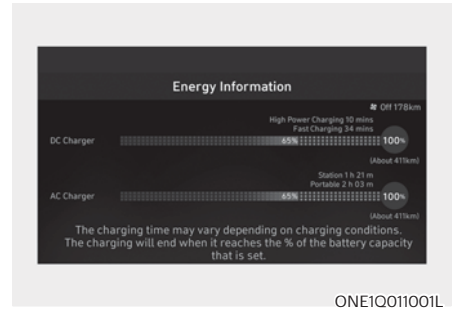 Energy Information
Off 178km
High Power Charging 10 mins
Fast Charging 34 mins
DC Charger
65%
100%
(About 411km)
Station 1 h 21 m
Portable 2 h 03 m
AC Charger
65%
100%
(About 411km)
The charging time may vary depending on charging conditions.
The charging will end when it reaches the % of the battery capacity
that is set.
ONE1Q011001L